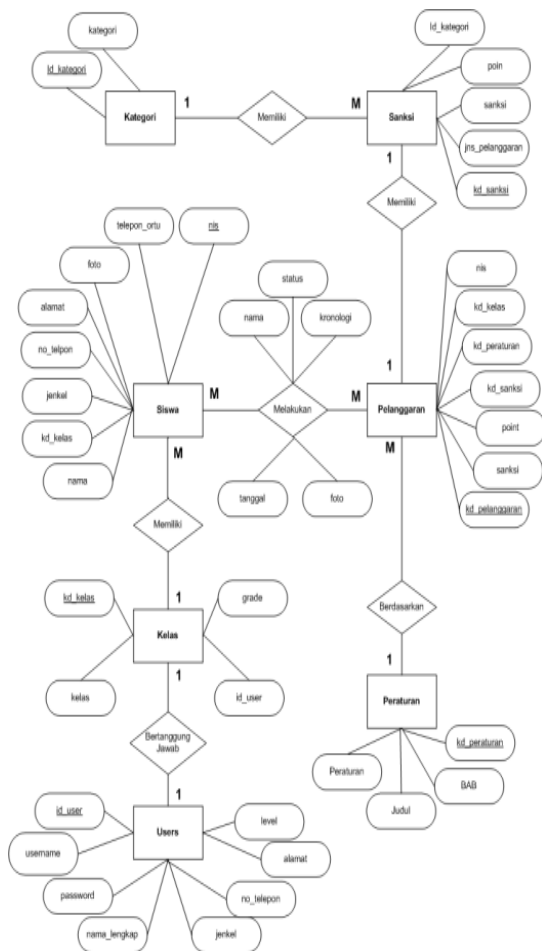 kategori
Id_kategori
Kategori
1
Memiliki
M
Sanksi
Id_kategori
poin
sanksi
jns_pelanggaran
kd_sanksi
1
Memiliki
1
telepon_ortu
nis
foto
alamat
no_telpon
jenkel
kd_kelas
nama
Siswa
M
M
status
nama
kronologi
Melakukan
tanggal
foto
M
Pelanggaran
M
nis
kd_kelas
kd_peraturan
kd_sanksi
point
sanksi
kd_pelanggaran
Memiliki
1
kd_kelas
grade
Kelas
kelas
id_user
1
Bertanggung
Jawab
1
Berdasarkan
1
Peraturan
kd_peraturan
Peraturan
BAB
Judul
id_user
username
password
nama_lengkap
Users
level
alamat
no_telepon
jenkel